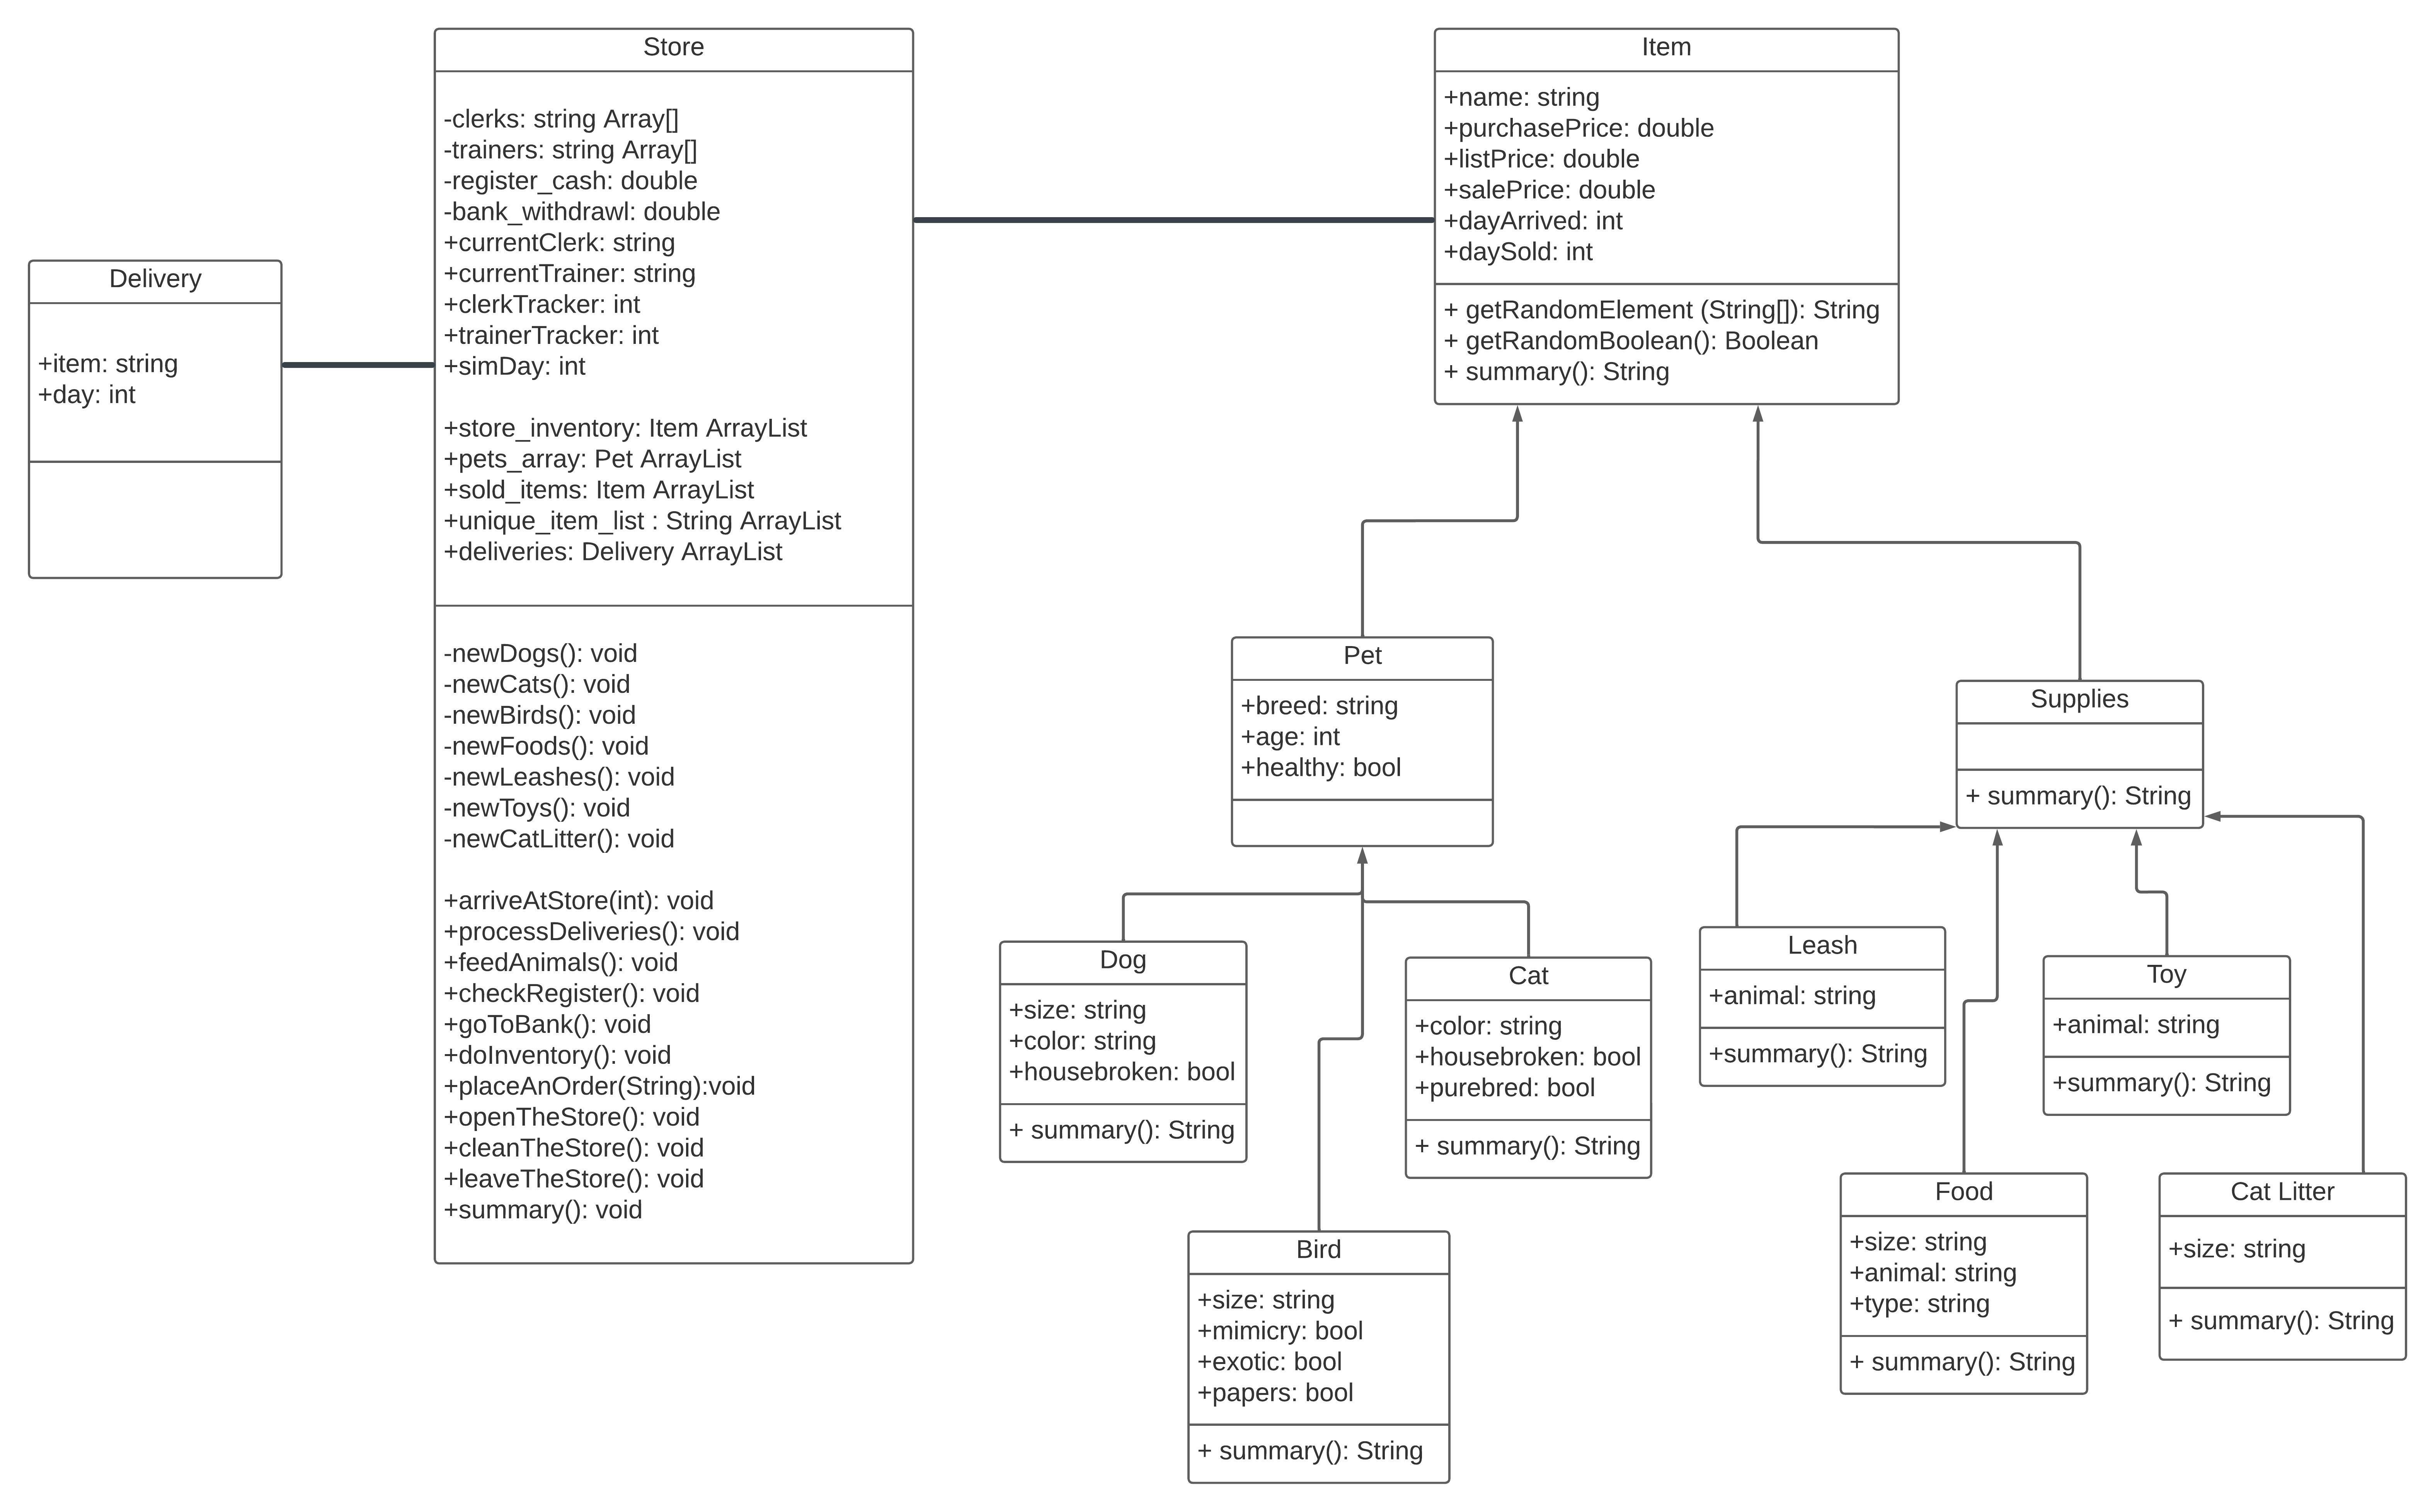 Store
-clerks: string Array[]
-trainers: string Array[]
-register_cash: double
-bank_withdrawl: double
+currentClerk: string
+currentTrainer: string
+clerkTracker: int
+trainerTracker: int
+simDay: int
+store_inventory: Item ArrayList
+pets_array: Pet ArrayList
+sold_items: Item ArrayList
+unique_item_list : String ArrayList
+deliveries: Delivery ArrayList
-newDogs(): void
-newCats(): void
-newBirds(): void
-newFoods(): void
-newLeashes(): void
-newToys(): void
-newCatLitter(): void
+arriveAtStore(int): void
+processDeliveries(): void
+feedAnimals(): void
+checkRegister(): void
+goToBank(): void
+doInventory(): void
+placeAnOrder(String):void
+openTheStore(): void
+cleanTheStore(): void
+leaveTheStore(): void
+summary(): void
Item
+name: string
+purchasePrice: double
+listPrice: double
+salePrice: double
+dayArrived: int
+daySold: int
+ getRandomElement (String[]): String
+ getRandomBoolean(): Boolean
+ summary(): String
Delivery
+item: string
+day: int
Pet
+breed: string
+age: int
+healthy: bool
Supplies
+ summary(): String
Dog
+size: string
+color: string
+housebroken: bool
+ summary(): String
Cat
+color: string
+housebroken: bool
+purebred: bool
+ summary(): String
Leash
+animal: string
+summary(): String
Toy
+animal: string
+summary(): String
Bird
+size: string
+mimicry: bool
+exotic: bool
+papers: bool
+ summary(): String
Food
+size: string
+animal: string
+type: string
+ summary(): String
Cat Litter
+size: string
+ summary(): String